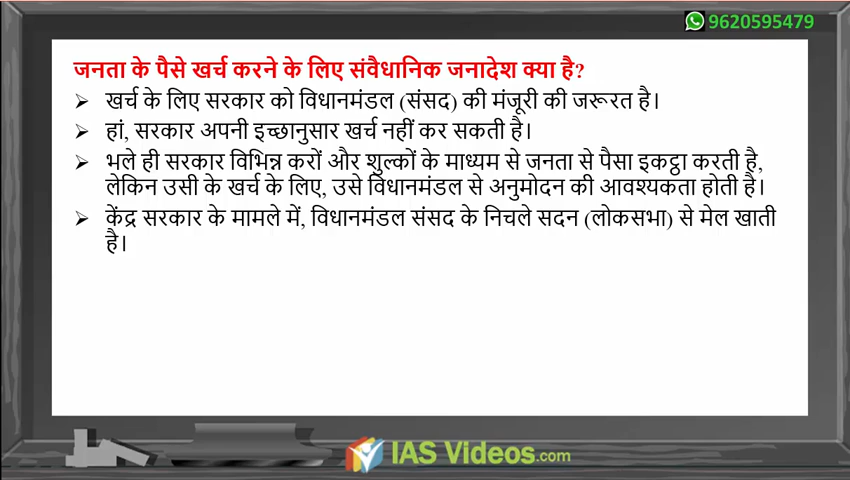 9620595479
जनता के पैसे खर्च करने के लिए संवैधानिक जनादेश क्या है?
➢ खर्च के लिए सरकार को विधानमंडल (संसद) की मंजूरी की जरूरत है।
➢ हां, सरकार अपनी इच्छानुसार खर्च नहीं कर सकती है।
➢ भले ही सरकार विभिन्न करों और शुल्कों के माध्यम से जनता से पैसा इकट्ठा करती है,
लेकिन उसी के खर्च के लिए, उसे विधानमंडल से अनुमोदन की आवश्यकता होती है।
➢ केंद्र सरकार के मामले में, विधानमंडल संसद के निचले सदन (लोकसभा) से मेल खाती
है।
IAS Videos.com